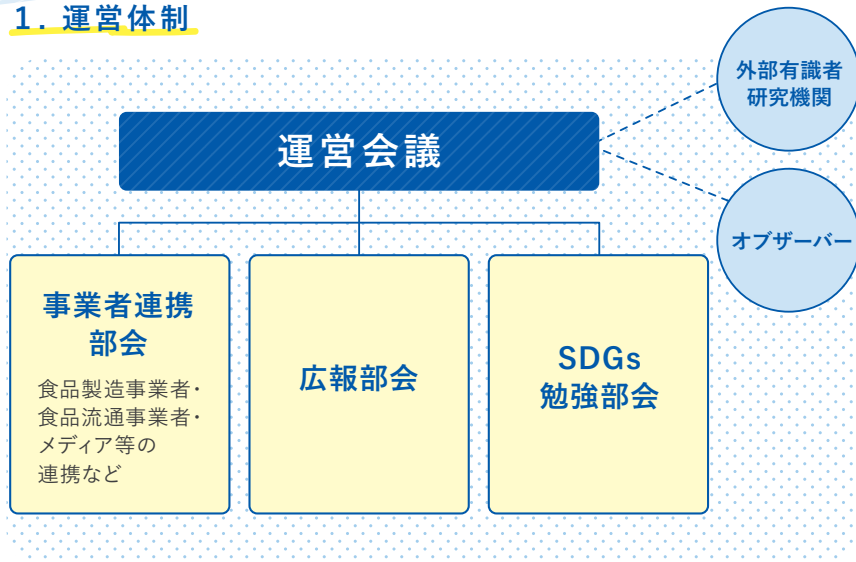 1. 運営体制
外部有識者
研究機関
運営会議
オブザーバー
事業者連携
部会
食品製造事業者・
食品流通事業者・
メディア等の
連携など
広報部会
SDGs
勉強部会